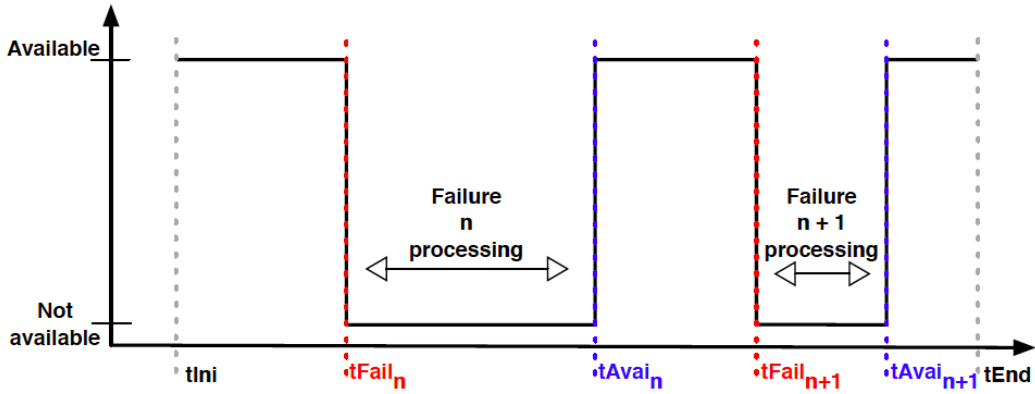 Available
Failure
n
processing
Failure
n + 1
processing
Not
available
tIni
tFailn
tAvain
tFailn+1
tAvain+1
tEnd